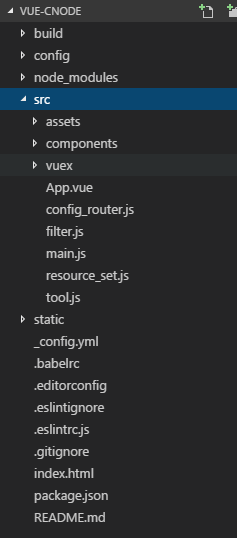 VUE-CNODE
build
config
node_modules
src
assets
components
vuex
App.vue
config_router.js
filter.js
main.js
resource_set.js
tool.js
static
_config.yml
.babelrc
.editorconfig
.eslintignore
.eslintrc.js
.gitignore
index.html
package.json
README.md